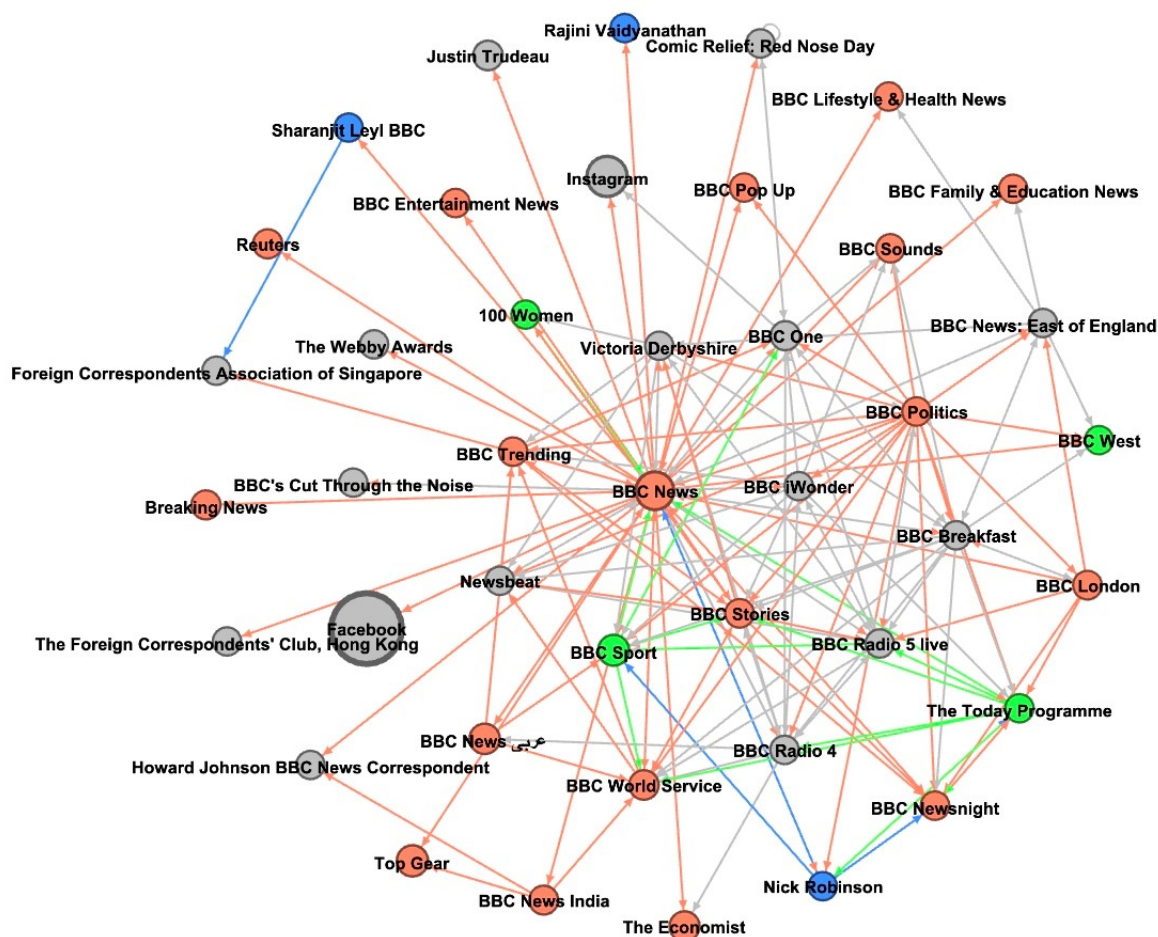 Rajini Vaidyanathan
Comic Relief: Red Nose Day
Justin Trudeau
BBC Lifestyle & Health News
Sharanjit Leyl BBC
Instagram
BBC Pop Up
BBC Family & Education News
BBC Entertainment News
Reuters
BBC Sounds
100 Women
BBC News: East of England
BBC One
The Webby Awards
Victoria Derbyshire
Foreign Correspondents Association of Singapore
BBC Politics
BBC West
BBC Trending
BBC's Cut Through the Noise
BBC iWonder
BBC News
Breaking News
BBC Breakfast
Newsbeat
BBC London
BBC Stories
Facebook
The Foreign Correspondents' Club, Hong Kong
BBC Radio 5 live
BBC Sport
The Today Programme
BBC News عربي
BBC Radio 4
Howard Johnson BBC News Correspondent
BBC World Service
BBC Newsnight
Top Gear
Nick Robinson
BBC News India
The Economist